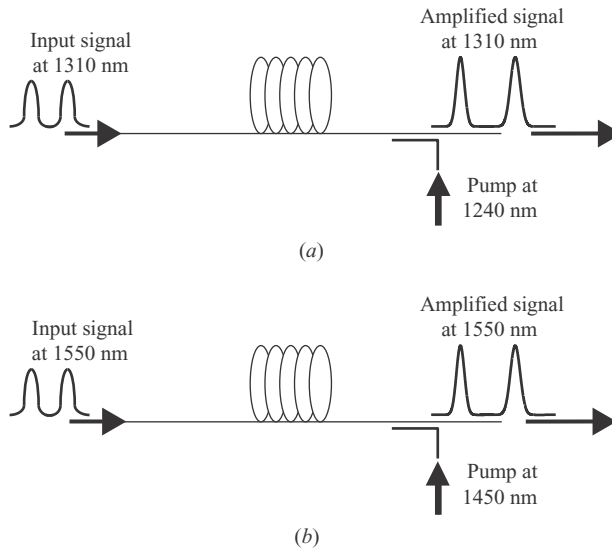 Input signal
at 1310 nm
Amplified signal
at 1310 nm
Pump at
1240 nm
(a)
Input signal
at 1550 nm
Amplified signal
at 1550 nm
Pump at
1450 nm
(b)